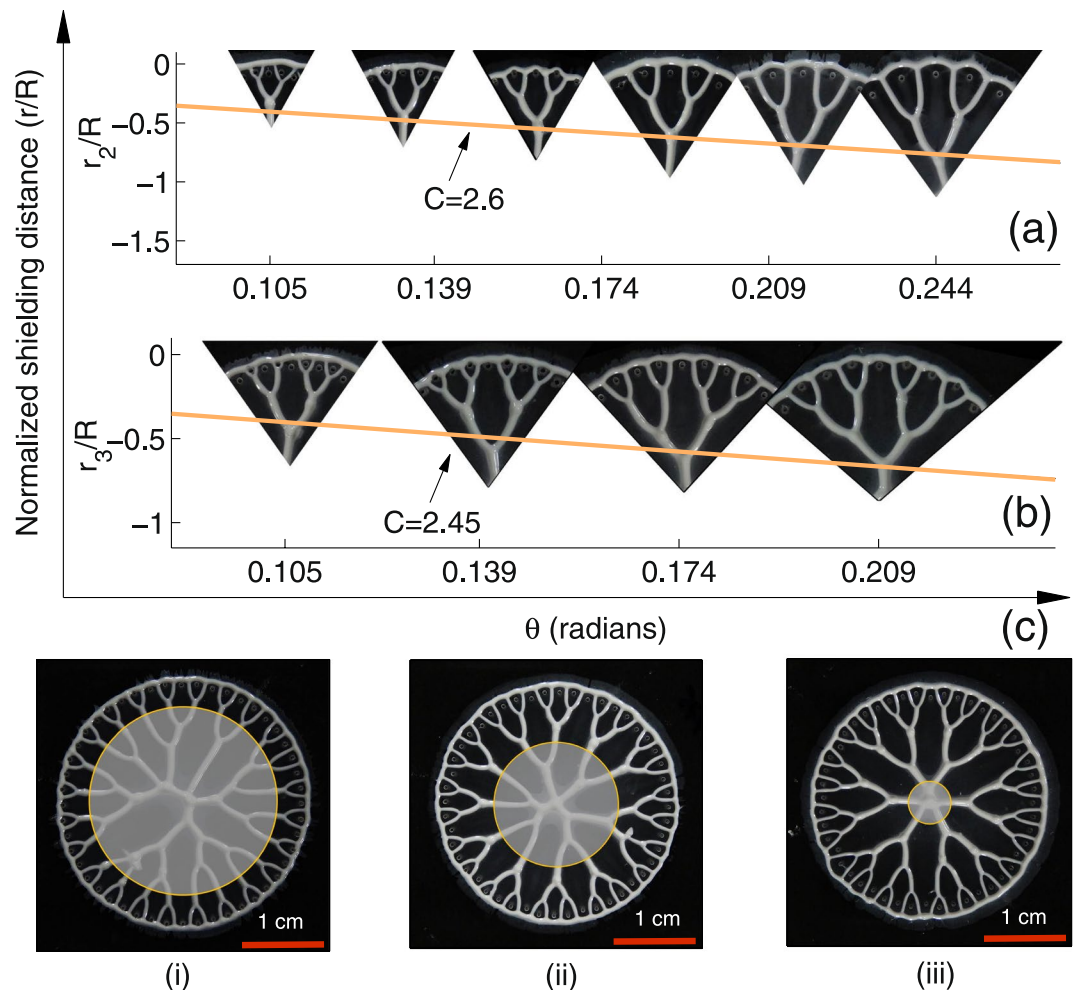 Normalized shielding distance (r/R)
r2/R
0
−0.5
−1
−1.5
C=2.6
(a)
0.105 0.139 0.174 0.209 0.244
r3/R
0
−0.5
−1
C=2.45
(b)
0.105 0.139 0.174 0.209
θ (radians)
(c)
1 cm 1 cm 1 cm
(i) (ii) (iii)